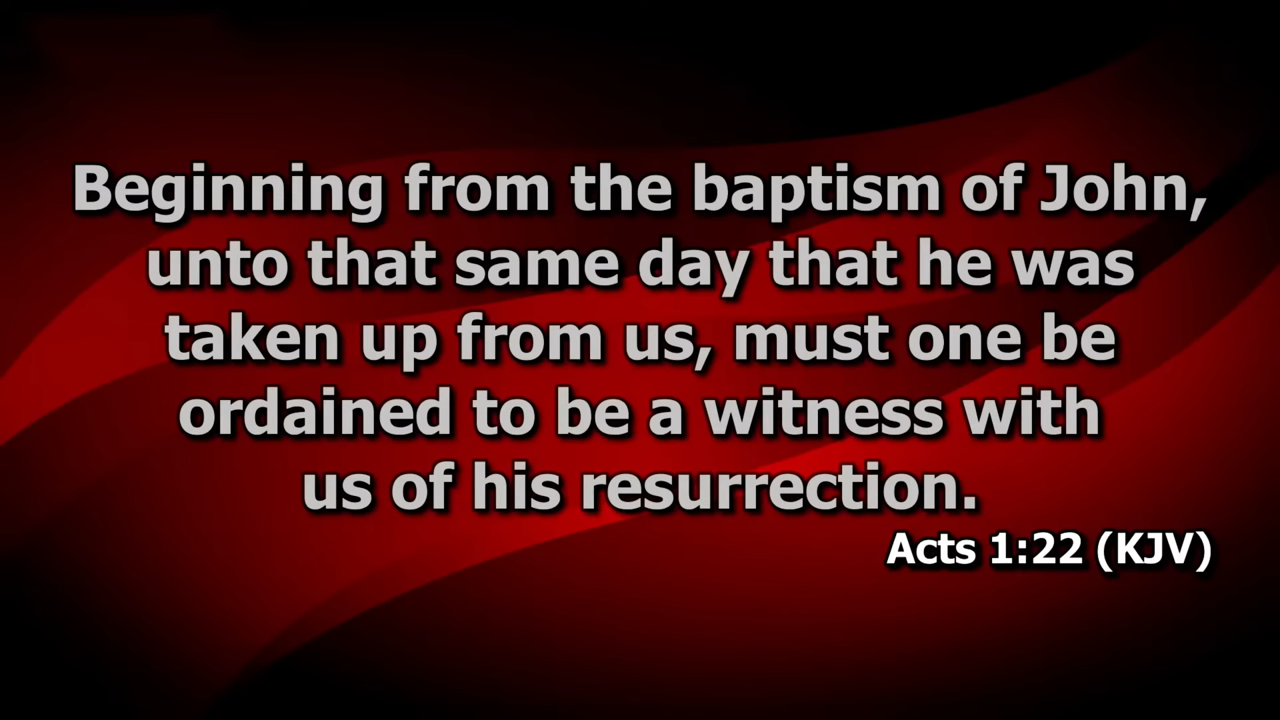 Beginning from the baptism of John,
unto that same day that he was
taken up from us, must one be
ordained to be a witness with
us of his resurrection.
Acts 1:22 (KJV)